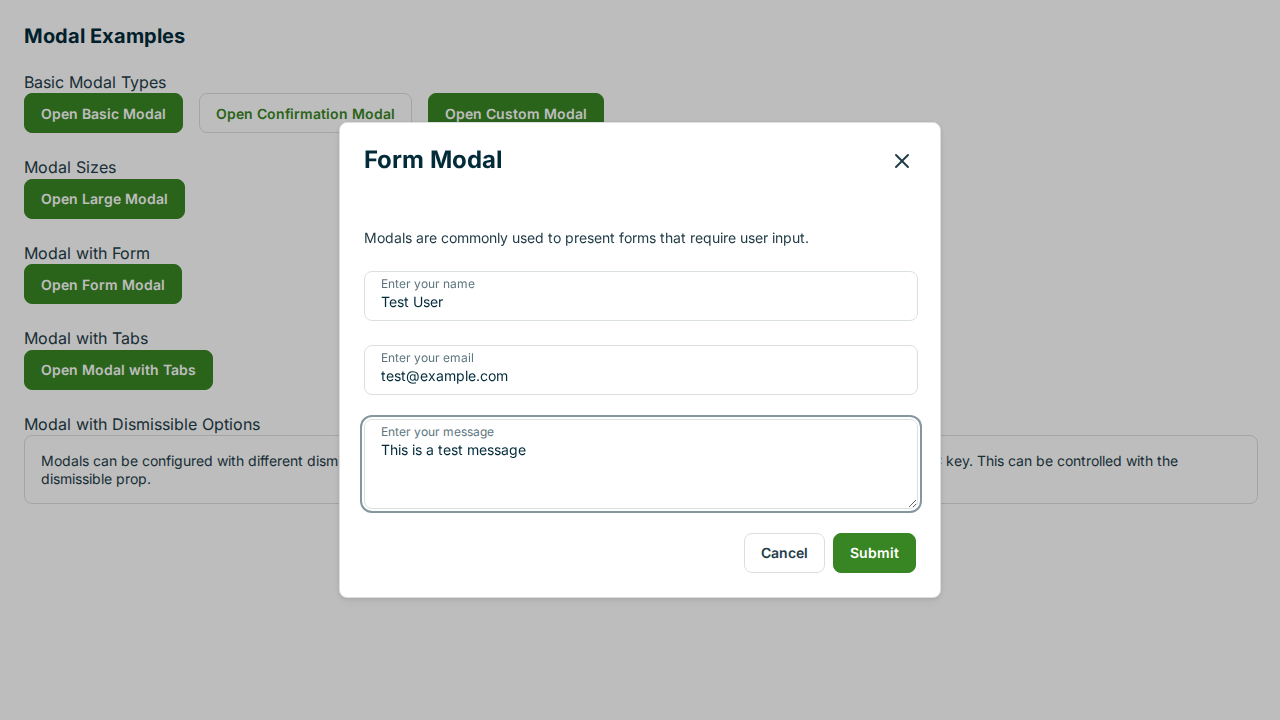 Modal Examples
Basic Modal Types
Open Basic Modal
Open Confirmation Modal
Open Custom Modal
Modal Sizes
Open Large Modal
Modal with Form
Open Form Modal
Modal with Tabs
Open Modal with Tabs
Modal with Dismissible Options
Modals can be configured with different key. This can be controlled with the
dismissible prop.
Form Modal
Modals are commonly used to present forms that require user input.
Enter your name
Test User
Enter your email
test@example.com
Enter your message
This is a test message
Cancel
Submit